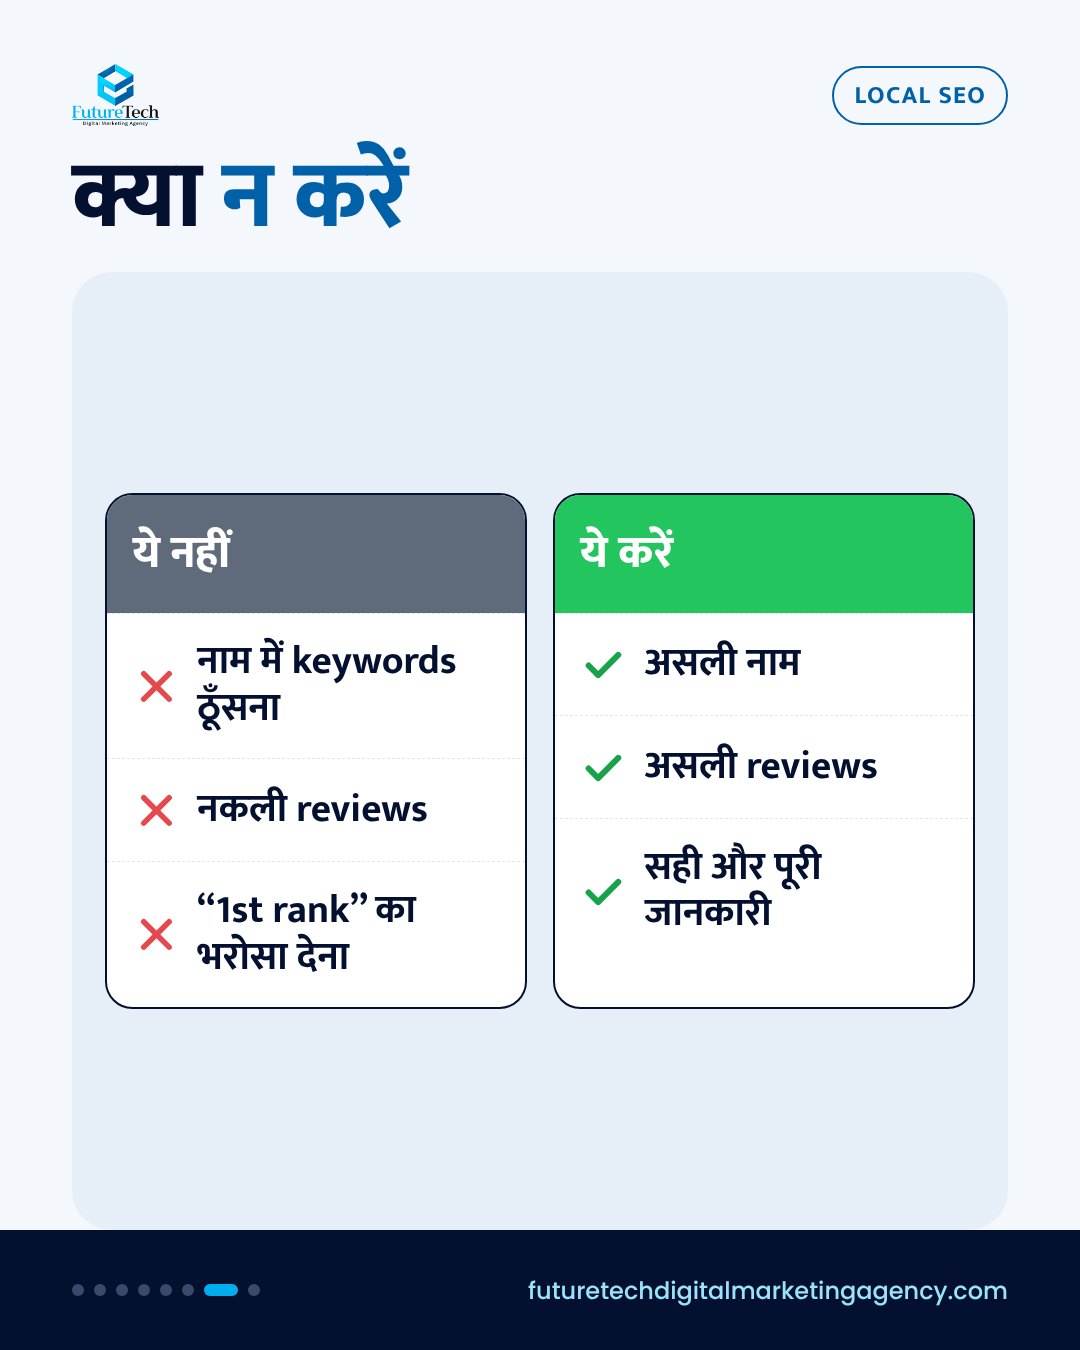 FutureTech
Digital Marketing Agency
LOCAL SEO
क्या न करें
ये नहीं
नाम में keywords
ठूँसना
नकली reviews
“1st rank” का
भरोसा देना
ये करें
असली नाम
असली reviews
सही और पूरी
जानकारी
futuretechdigitalmarketingagency.com